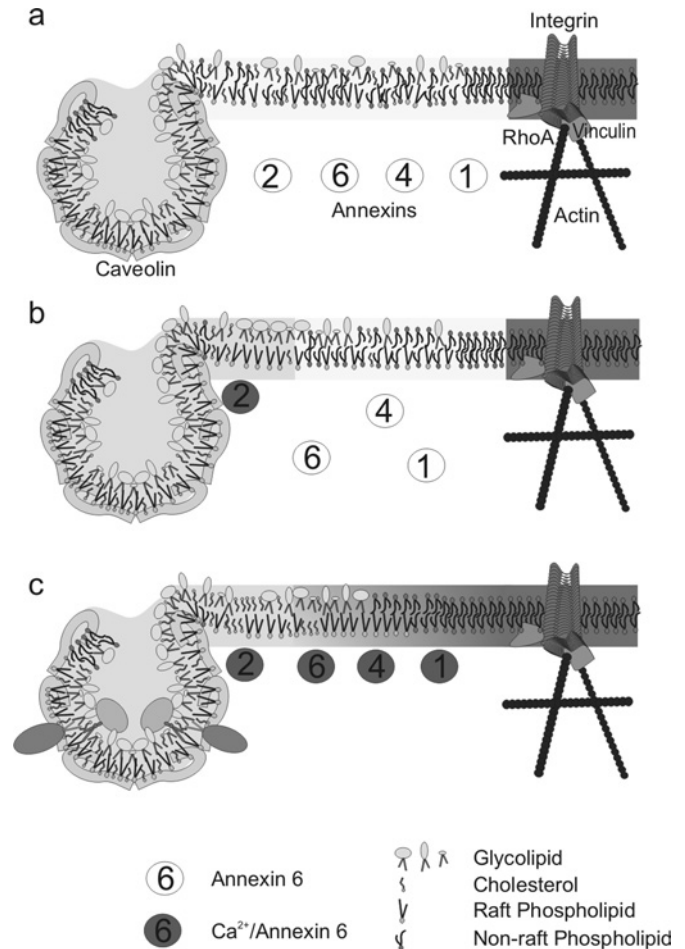 a
Integrin
RhoA
Vinculin
2 6 4 1
Annexins
Actin
Caveolin
b
2
4
6
1
c
2 6 4 1
6 Annexin 6
6 Ca²⁺/Annexin 6
Glycolipid
Cholesterol
Raft Phospholipid
Non-raft Phospholipid